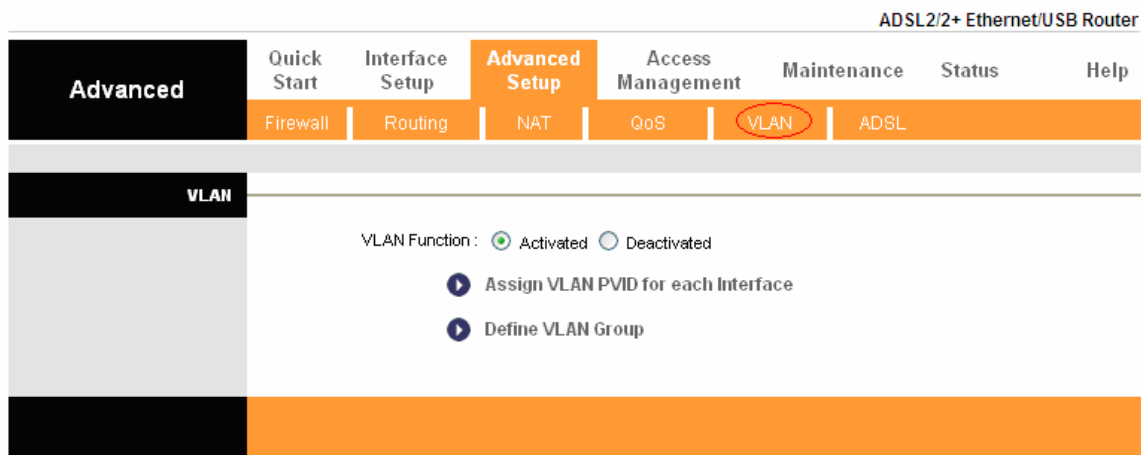 ADSL2/2+ Ethernet/USB Router
Advanced
Quick Start
Interface Setup
Advanced Setup
Access Management
Maintenance
Status
Help
Firewall
Routing
NAT
QoS
VLAN
ADSL
VLAN
VLAN Function : Activated Deactivated
Assign VLAN PVID for each Interface
Define VLAN Group